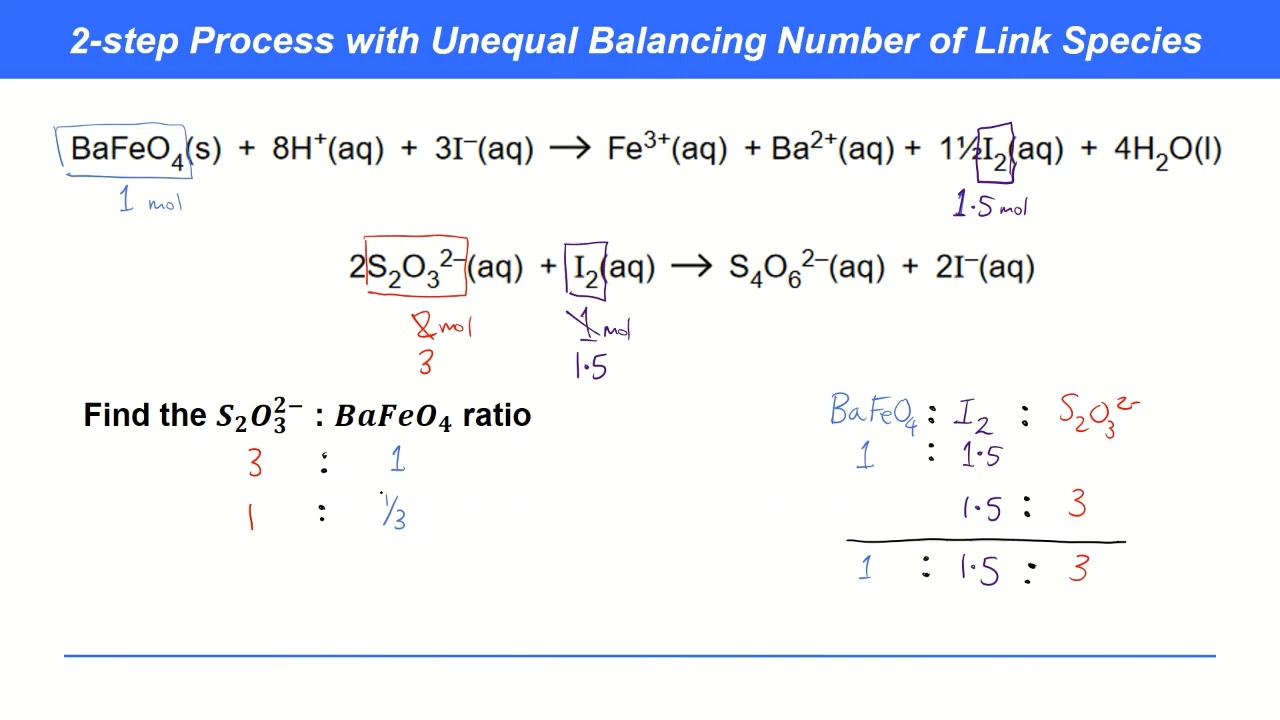 2-step Process with Unequal Balancing Number of Link Species
BaFeO₄(s) + 8H⁺(aq) + 3I⁻(aq) → Fe³⁺(aq) + Ba²⁺(aq) + 1½I₂(aq) + 4H₂O(l)
1 mol 1.5 mol
2S₂O₃²⁻(aq) + I₂(aq) → S₄O₆²⁻(aq) + 2I⁻(aq)
2 mol 1 mol
3 1.5
Find the S₂O₃²⁻ : BaFeO₄ ratio
3 : 1
1 : 1/3
BaFeO₄ : I₂ : S₂O₃²⁻
1 : 1.5
1.5 : 3
1 : 1.5 : 3